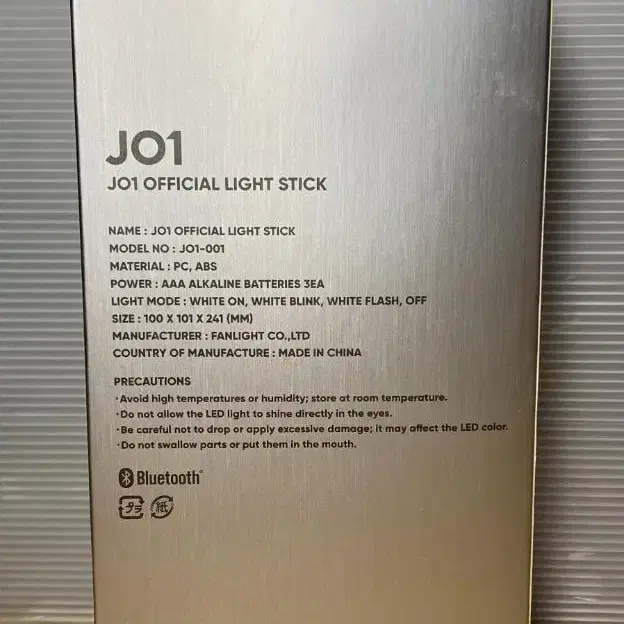 JO1
JO1 OFFICIAL LIGHT STICK
NAME : JO1 OFFICIAL LIGHT STICK
MODEL NO : JO1-001
MATERIAL : PC, ABS
POWER : AAA ALKALINE BATTERIES 3EA
LIGHT MODE : WHITE ON, WHITE BLINK, WHITE FLASH, OFF
SIZE : 100 X 101 X 241 (MM)
MANUFACTURER : FANLIGHT CO.,LTD
COUNTRY OF MANUFACTURE : MADE IN CHINA
PRECAUTIONS
·Avoid high temperatures or humidity; store at room temperature.
·Do not allow the LED light to shine directly in the eyes.
·Be careful not to drop or apply excessive damage; it may affect the LED color.
·Do not swallow parts or put them in the mouth.
Bluetooth®
プラ 紙